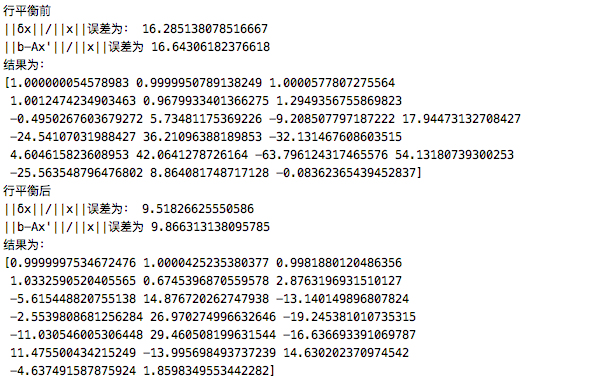 行平衡前
||δx||/||x||误差为： 16.285138078516667
||b-Ax'||/||x||误差为 16.64306182376618
结果为：
[1.000000054578983 0.9999950789138249 1.0000577807275564
1.0012474234903463 0.9679933401366275 1.2949356755869823
-0.4950267603679272 5.73481175369226 -9.208507797187222 17.94473132708427
-24.54107031988427 36.21096388189853 -32.131467608603515
4.604615823608953 42.0641278726164 -63.796124317465576 54.13180739300253
-25.563548796476802 8.864081748717128 -0.08362365439452837]
行平衡后
||δx||/||x||误差为： 9.51826625550586
||b-Ax'||/||x||误差为 9.866313138095785
结果为：
[0.9999997534672476 1.0000425235380377 0.9981880120486356
1.0332590520405565 0.6745396870559578 2.8763196931510127
-5.615448820755138 14.876720262747938 -13.140149896807824
-2.5539808681256284 26.970274996632646 -19.245381010735315
-11.030546005306448 29.460508199631544 -16.636693391069787
11.475500434215249 -13.995698493737239 14.630202370974542
-4.637491587875924 1.8598349553442282]